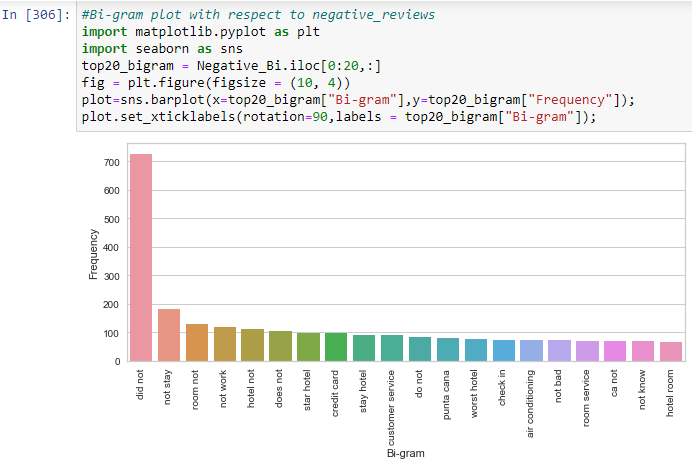 In [306]: #Bi-gram plot with respect to negative_reviews
import matplotlib.pyplot as plt
import seaborn as sns
top20_bigram = Negative_Bi.iloc[0:20,:]
fig = plt.figure(figsize = (10, 4))
plot=sns.barplot(x=top20_bigram["Bi-gram"],y=top20_bigram["Frequency"]);
plot.set_xticklabels(rotation=90,labels = top20_bigram["Bi-gram"]);
700
600
500
400
300
200
100
0
Frequency
did not
not stay
room not
not work
hotel not
does not
star hotel
credit card
stay hotel
customer service
do not
punta cana
worst hotel
check in
air conditioning
not bad
room service
ca not
not know
hotel room
Bi-gram